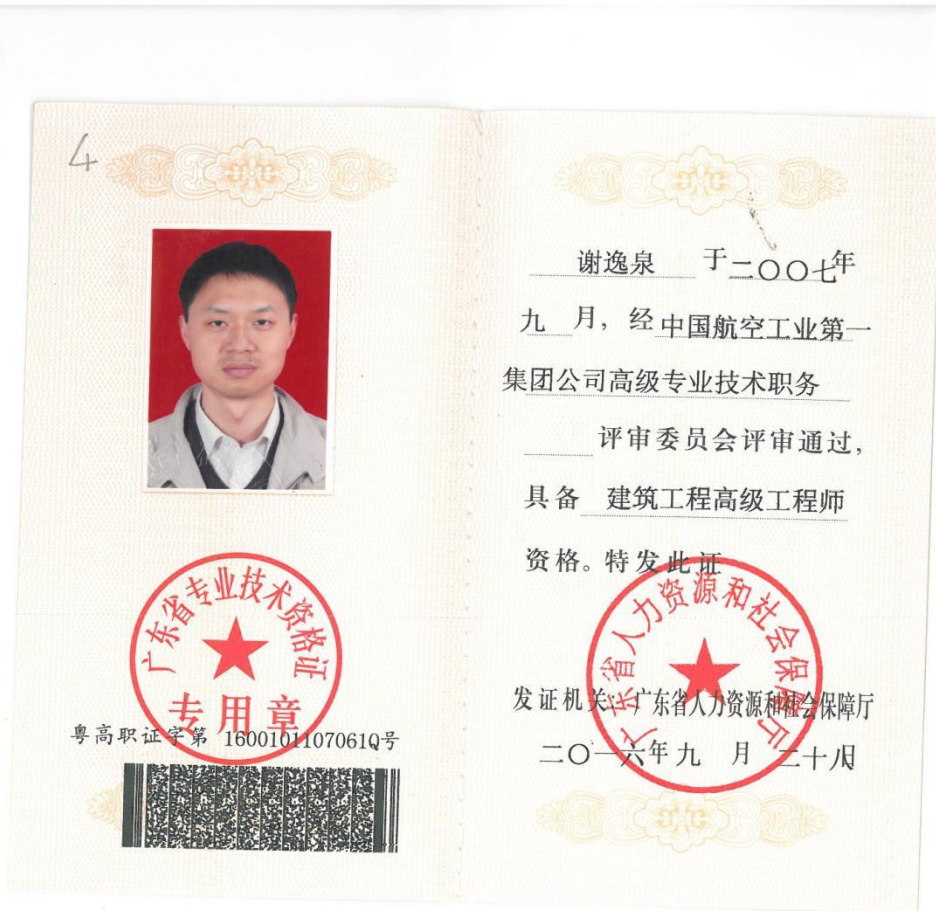 4
广东省专业技术资格证
专用章
粤高职证字第 1600101107061Q号
谢逸泉 于二〇〇七年
九 月，经中国航空工业第一
集团公司高级专业技术职务
评审委员会评审通过，
具备 建筑工程高级工程师
资格。特发此证
广东省人力资源和社会保障厅
发证机关：广东省人力资源和社会保障厅
二〇一六年九 月 二十八日